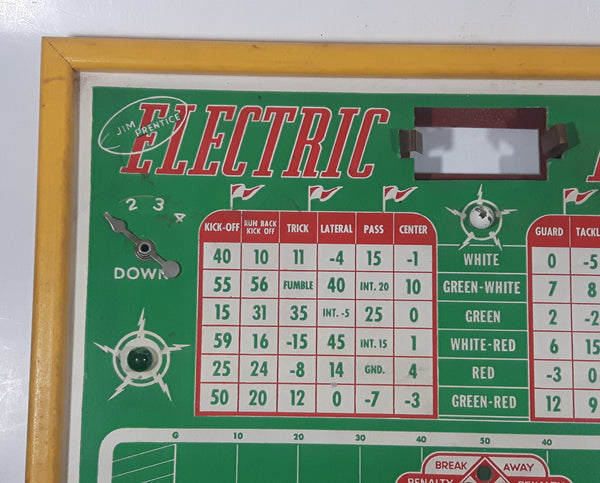 JIM PRENTICE
ELECTRIC
2 3 4
DOWN
KICK-OFF RUN BACK KICK OFF TRICK LATERAL PASS CENTER GUARD TACKL
40 10 11 -4 15 -1 WHITE 0 -5
55 56 FUMBLE 40 INT. 20 10 GREEN-WHITE 7 8
15 31 35 INT. -5 25 0 GREEN 2 -2
59 16 -15 45 INT. 15 1 WHITE-RED 6 15
25 24 -8 14 GND. 4 RED -3 0
50 20 12 0 -7 -3 GREEN-RED 12 9
G 10 20 30 40 50 40
BREAK AWAY
PENALTY PENALTY